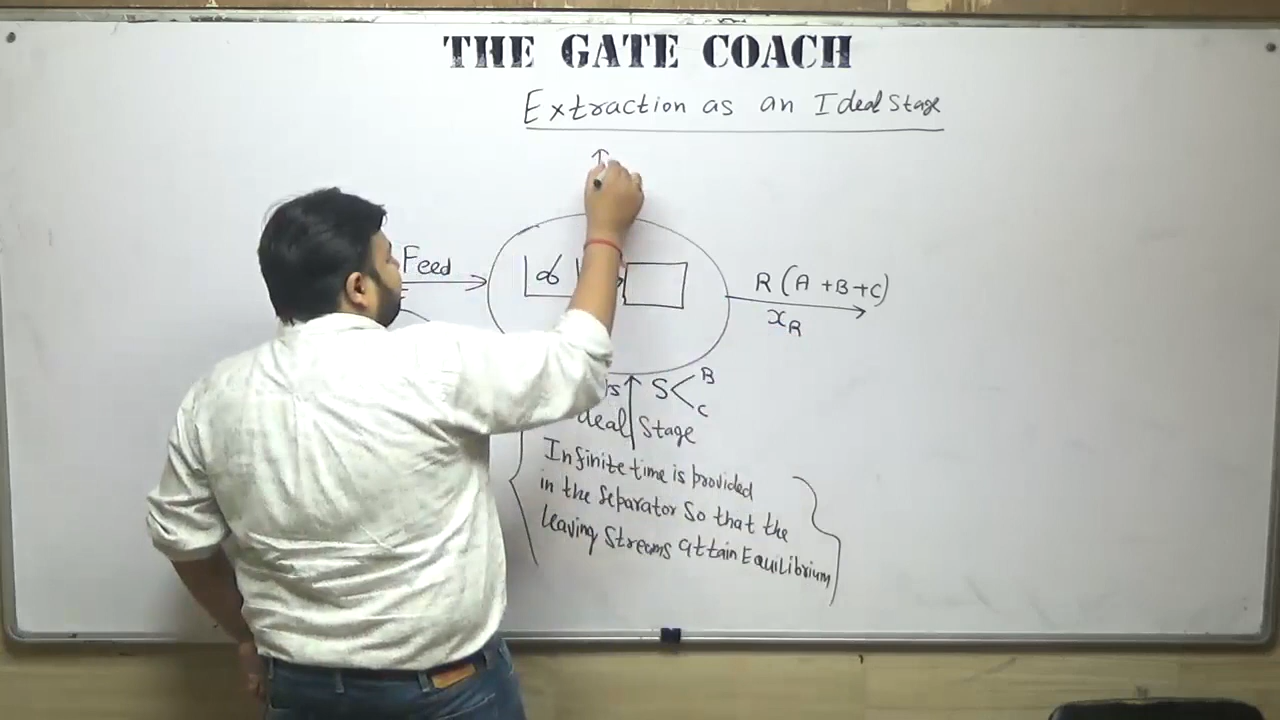 THE GATE COACH
Extraction as an Ideal Stage
Feed
R (A + B + C)
x_R
S < B
C
Stage
Infinite time is provided
in the Separator So that the
leaving Streams attain Equilibrium